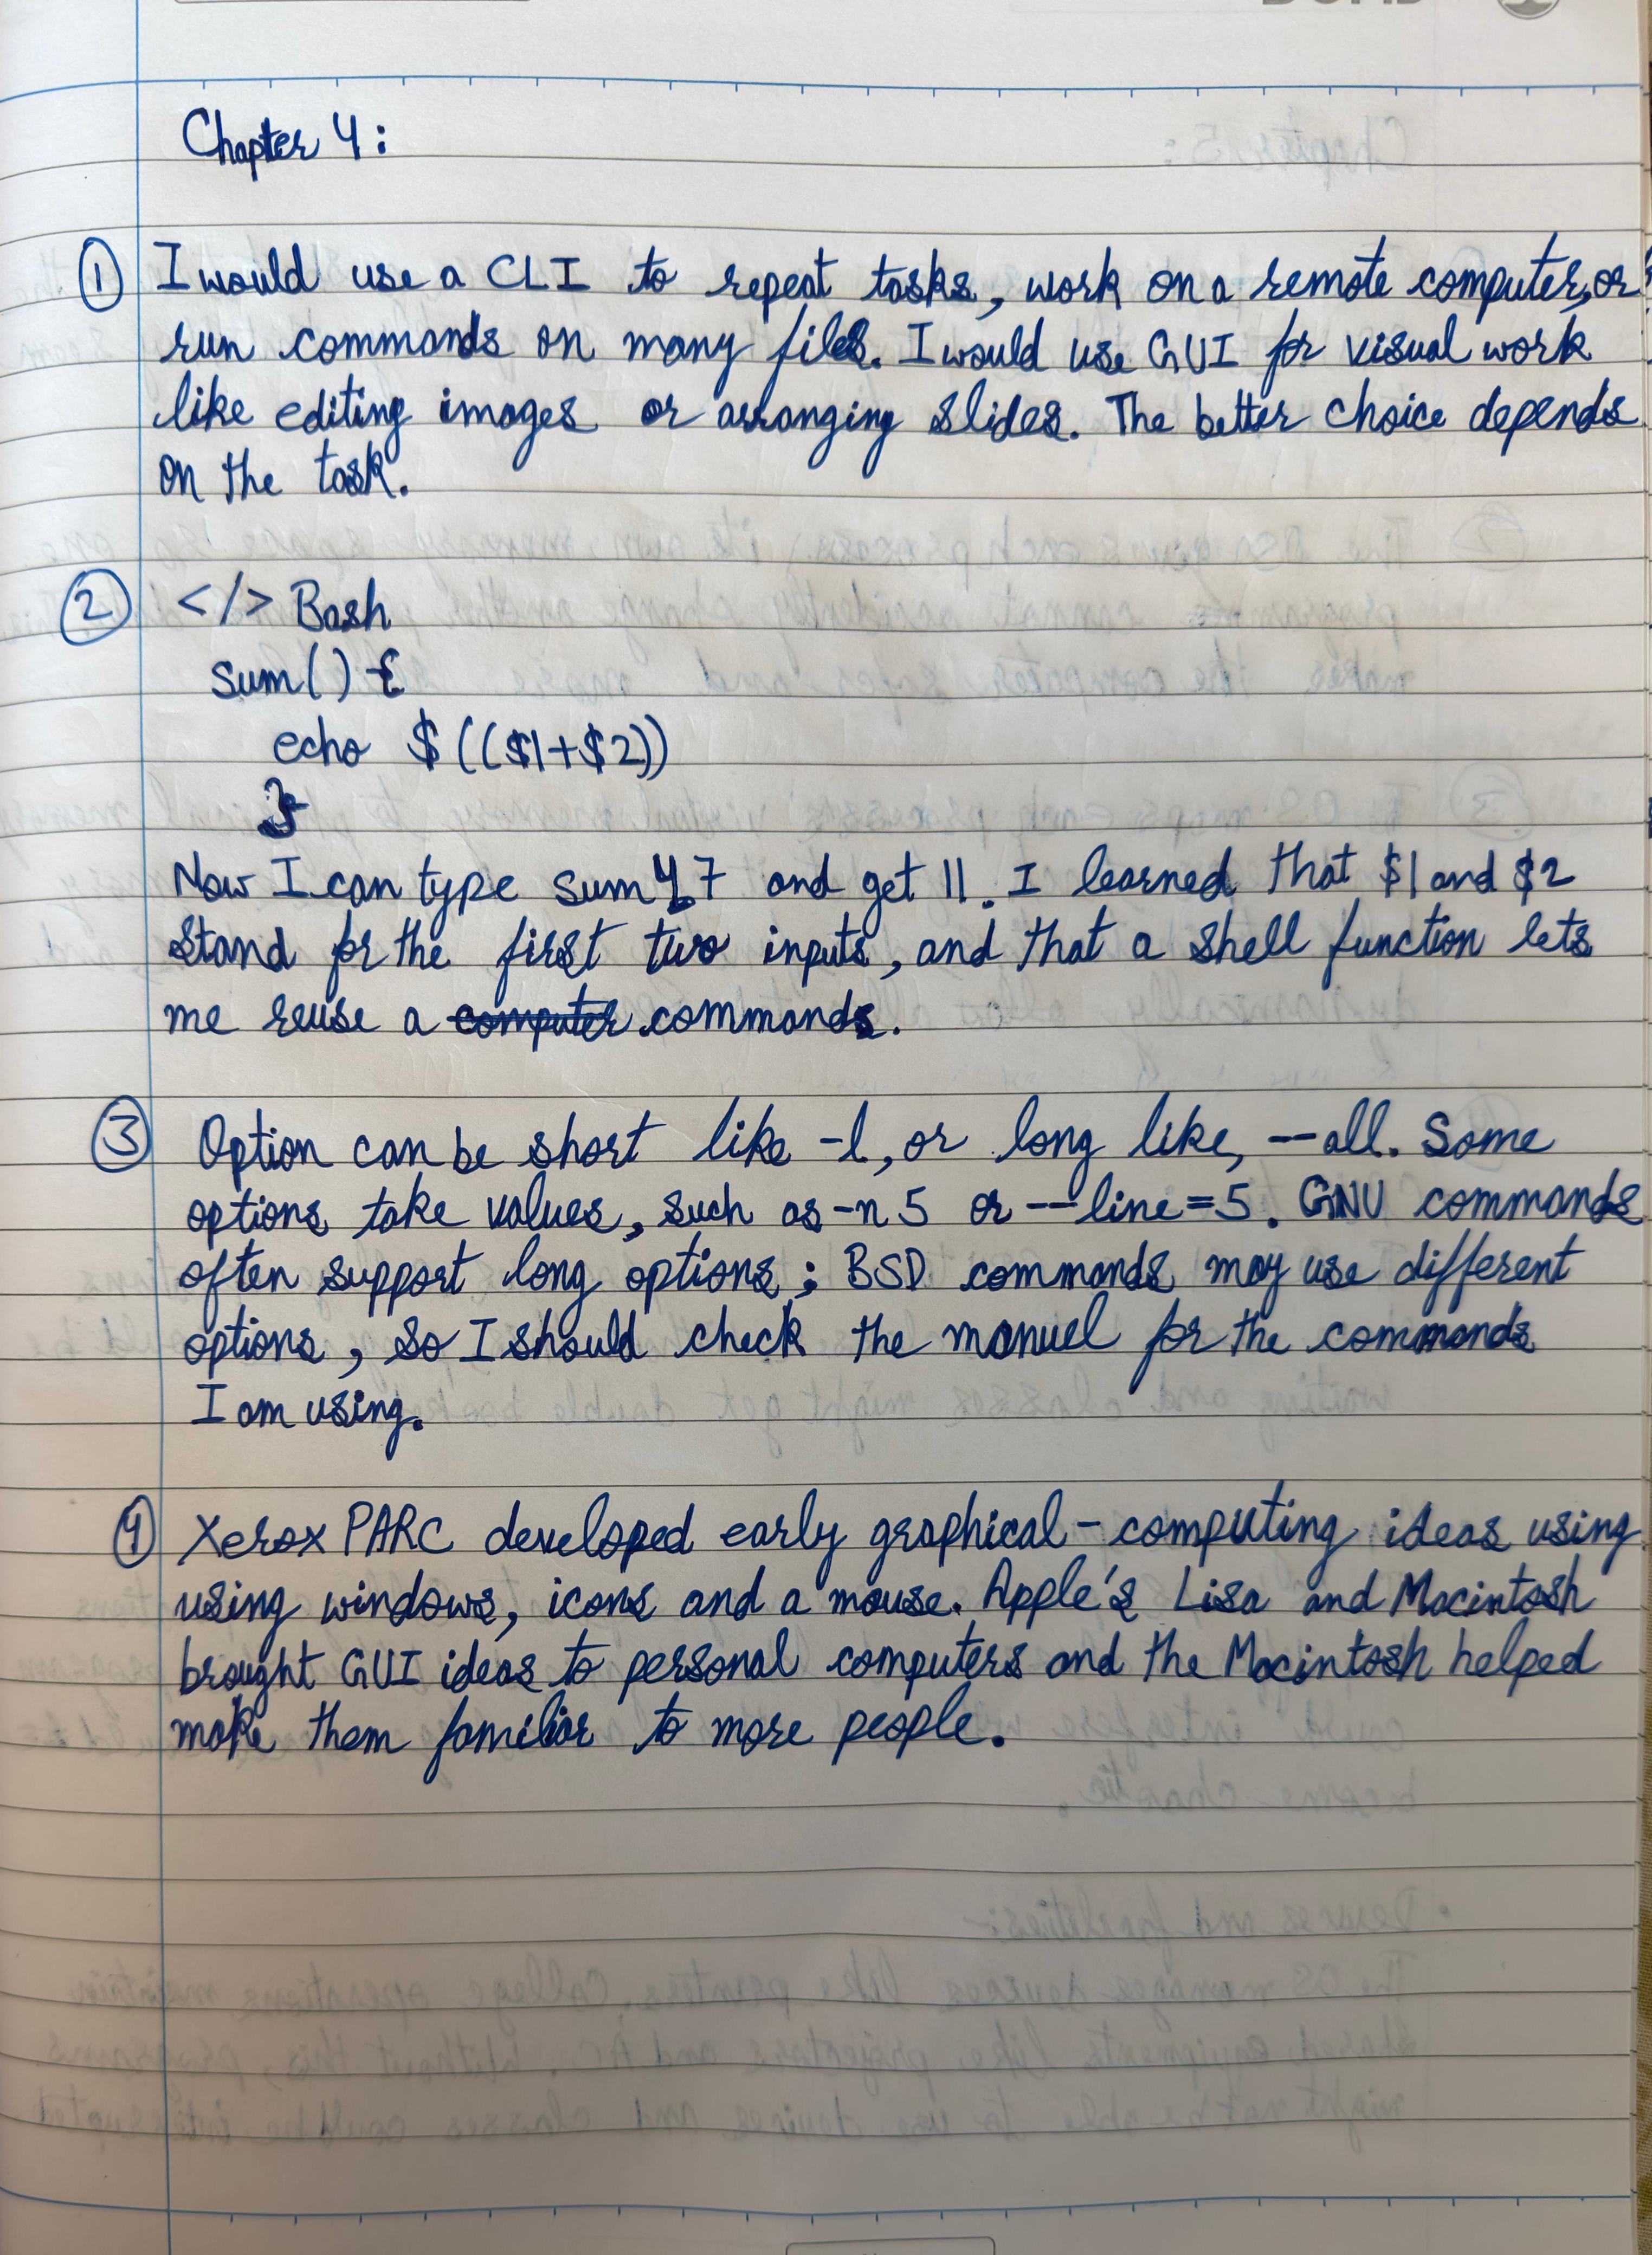 Chapter 4:
① I would use a CLI to repeat tasks, work on a remote computer, or
run commands on many files. I would use GUI for visual work
like editing images or arranging slides. The better choice depends
on the task.
② </> Bash
sum() {
echo $(($1+$2))
}
Now I can type sum 4 7 and get 11. I learned that $1 and $2
stand for the first two inputs, and that a shell function lets
me reuse a computer commands.
③ Option can be short like -l, or long like, --all. Some
options take values, such as -n 5 or --line=5. GNU commands
often support long options; BSD commands may use different
options, so I should check the manuel for the commands
I am using.
④ Xerox PARC developed early graphical-computing ideas using
using windows, icons and a mouse. Apple's Lisa and Macintosh
brought GUI ideas to personal computers and the Macintosh helped
make them familiar to more people.